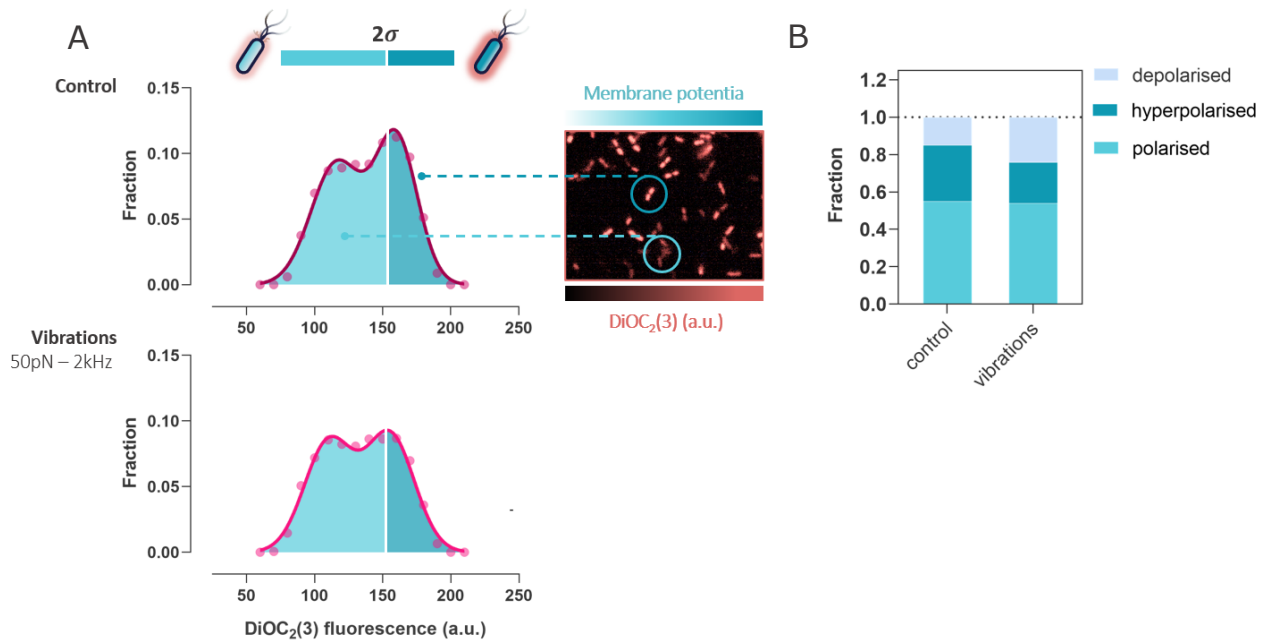 A
2σ
B
Control
0.15
0.10
0.05
0.00
Fraction
50
100
150
200
250
Membrane potentia
DiOC2(3) (a.u.)
Vibrations
50pN – 2kHz
0.15
0.10
0.05
0.00
Fraction
50
100
150
200
250
DiOC2(3) fluorescence (a.u.)
1.2
1.0
0.8
0.6
0.4
0.2
0.0
Fraction
control
vibrations
depolarised
hyperpolarised
polarised